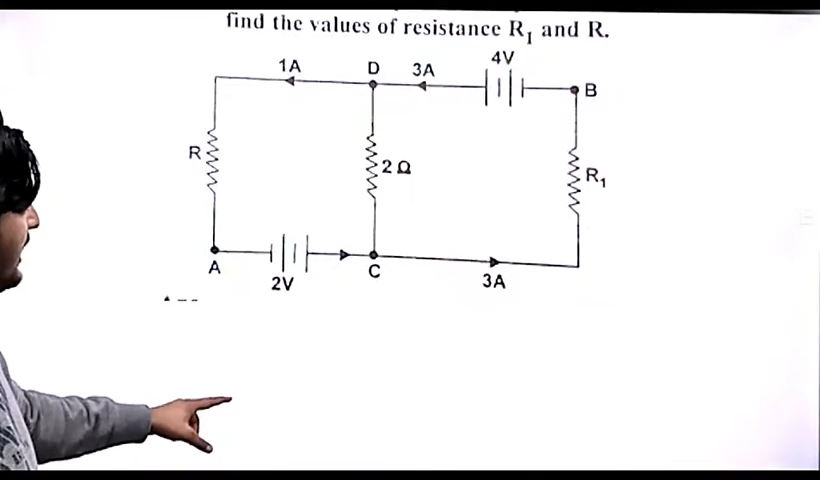 find the values of resistance R₁ and R.
4V
1A D 3A
B
R 2 Ω R₁
A C
2V 3A